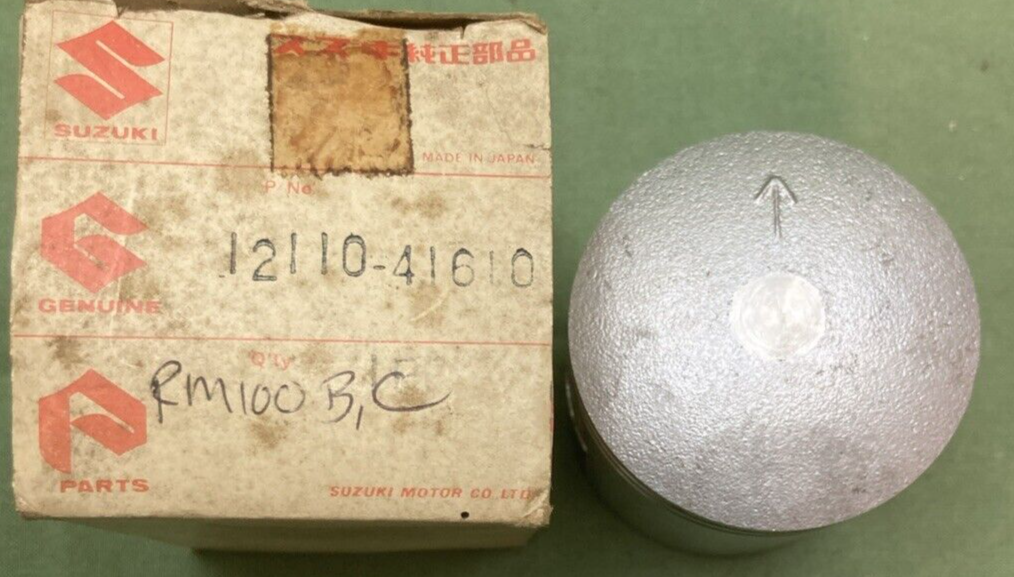 スズキ純正部品
SUZUKI
MADE IN JAPAN
P No.
12110-41610
GENUINE
Q'ty
RM100 B,C
PARTS
SUZUKI MOTOR CO.,LTD.